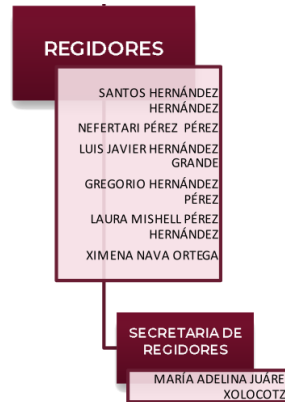 REGIDORES
SANTOS HERNÁNDEZ
HERNÁNDEZ
NEFERTARI PÉREZ PÉREZ
LUIS JAVIER HERNÁNDEZ
GRANDE
GREGORIO HERNÁNDEZ
PÉREZ
LAURA MISHELL PÉREZ
HERNÁNDEZ
XIMENA NAVA ORTEGA
SECRETARIA DE
REGIDORES
MARÍA ADELINA
XOLOCOTZ